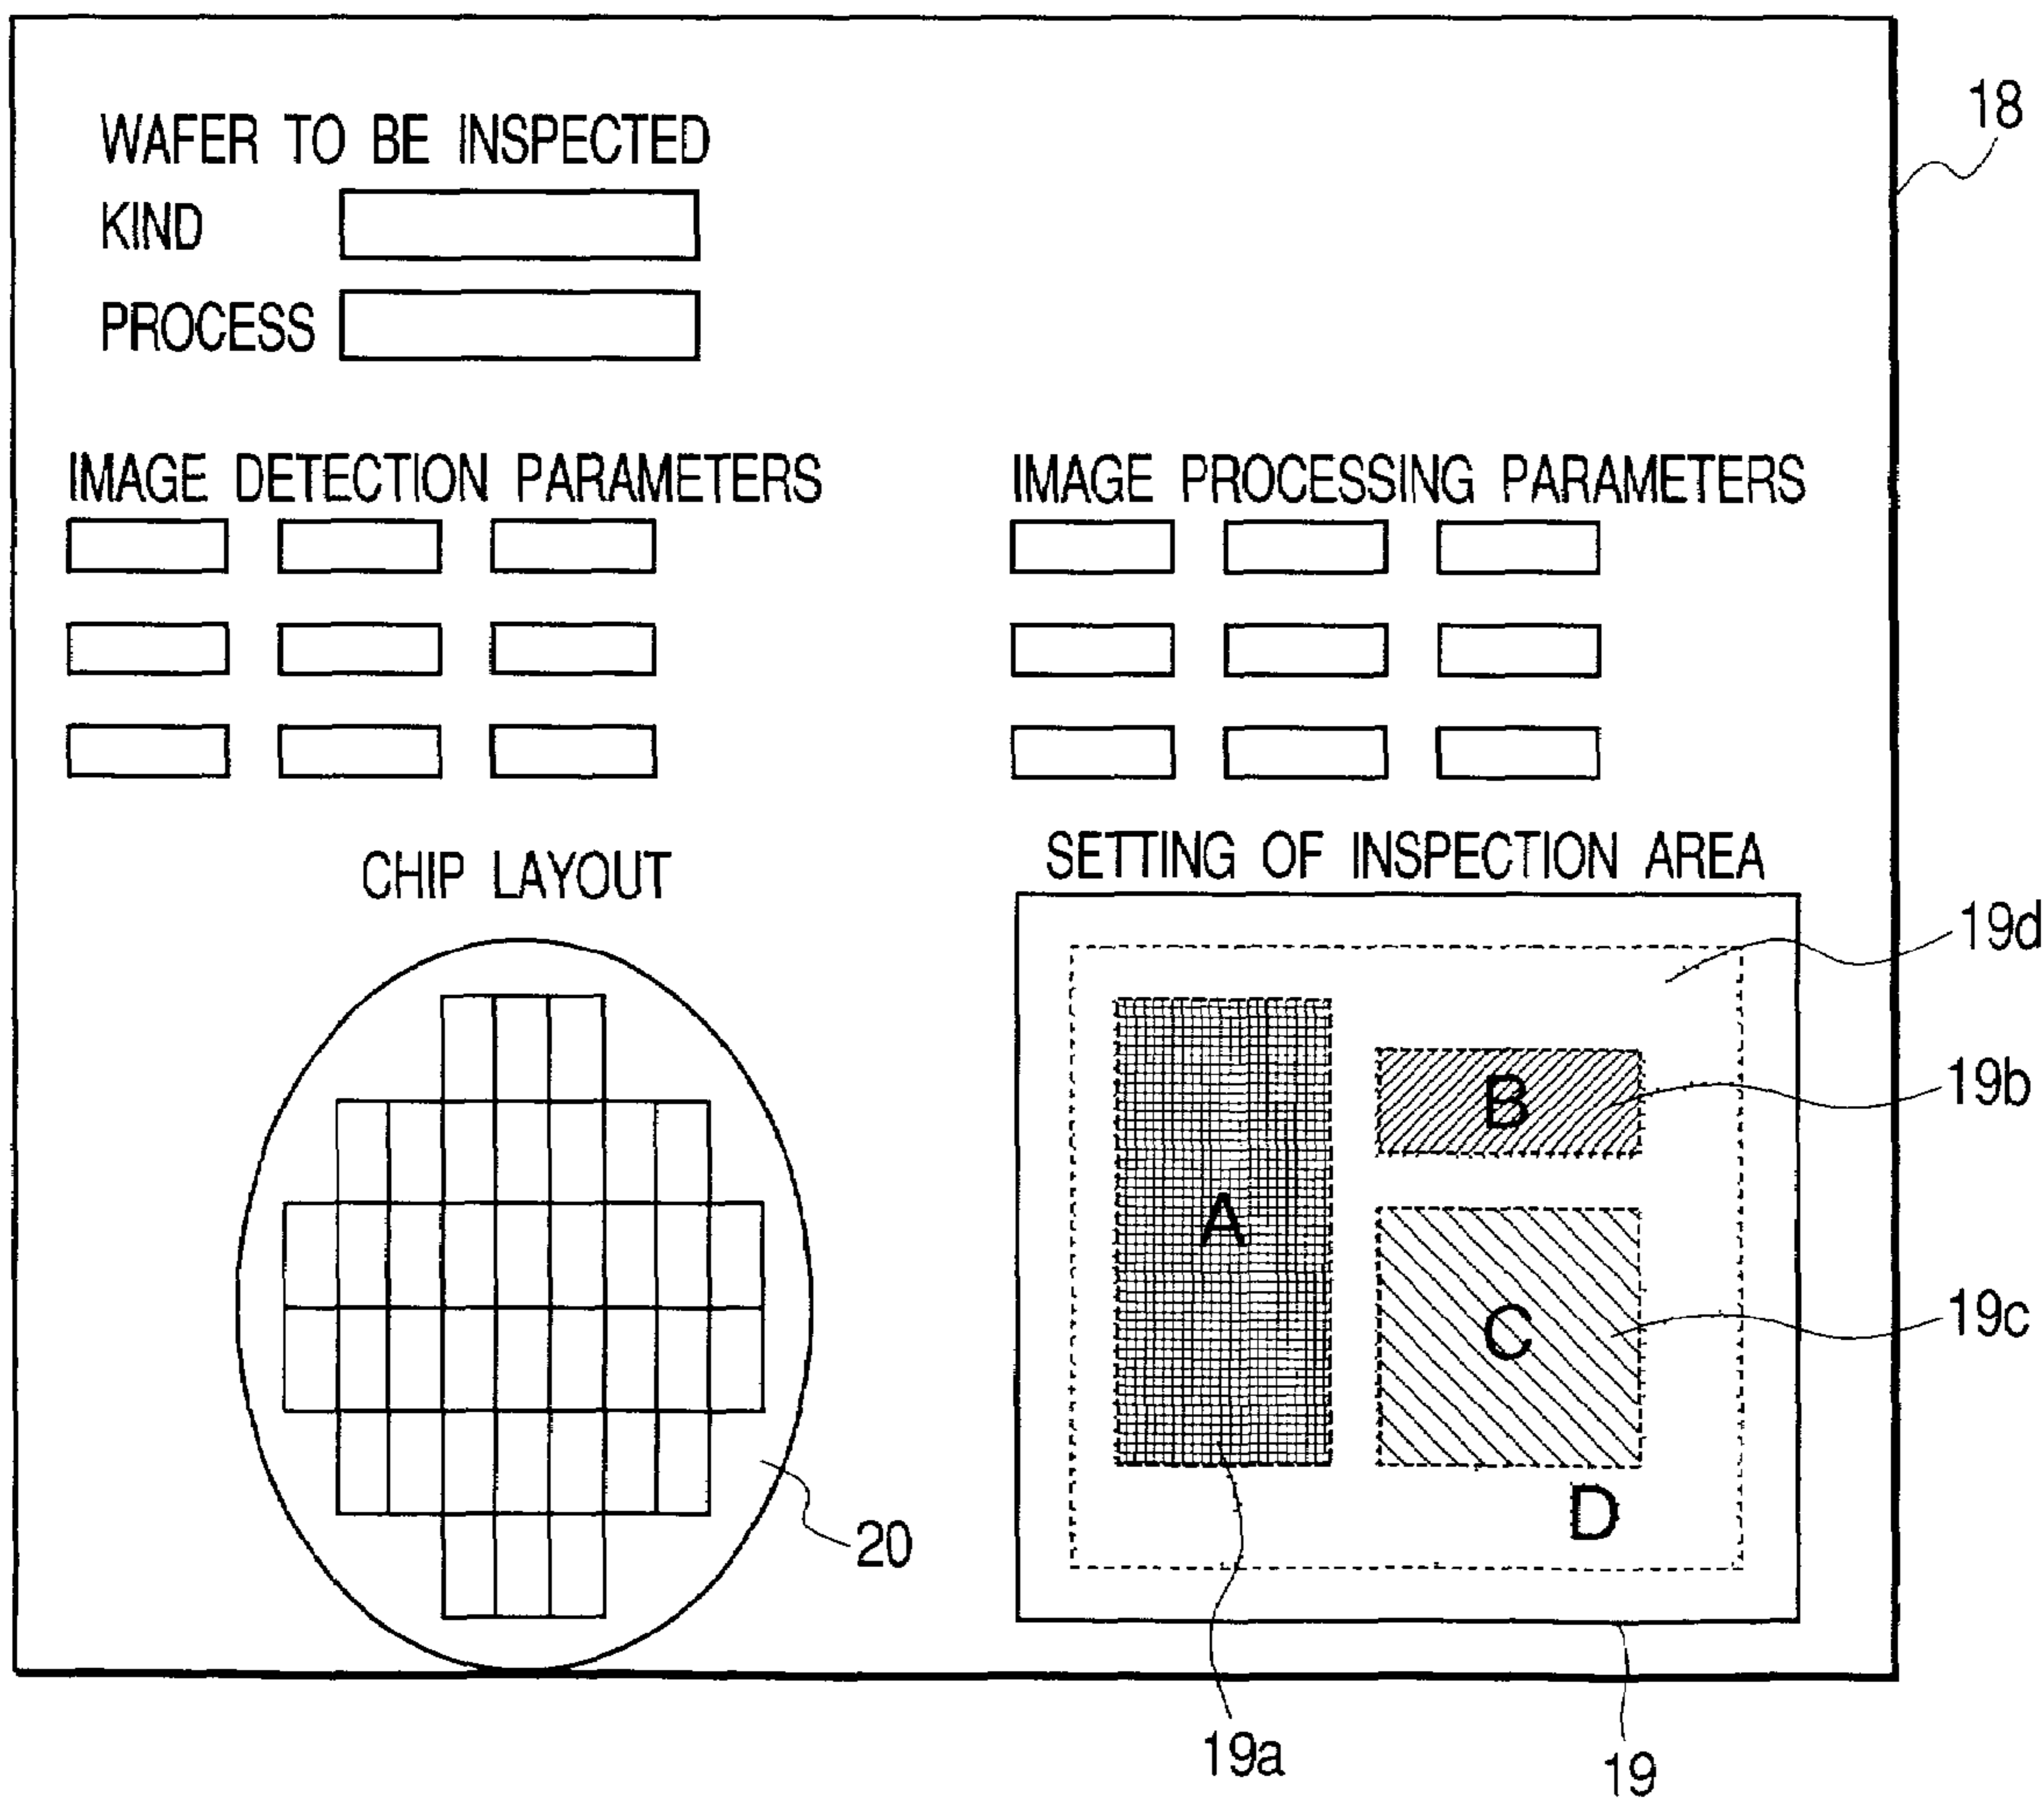 18
WAFER TO BE INSPECTED
KIND
PROCESS
IMAGE DETECTION PARAMETERS
IMAGE PROCESSING PARAMETERS
CHIP LAYOUT
SETTING OF INSPECTION AREA
19d
B
19b
A
C
19c
D
20
19a
19